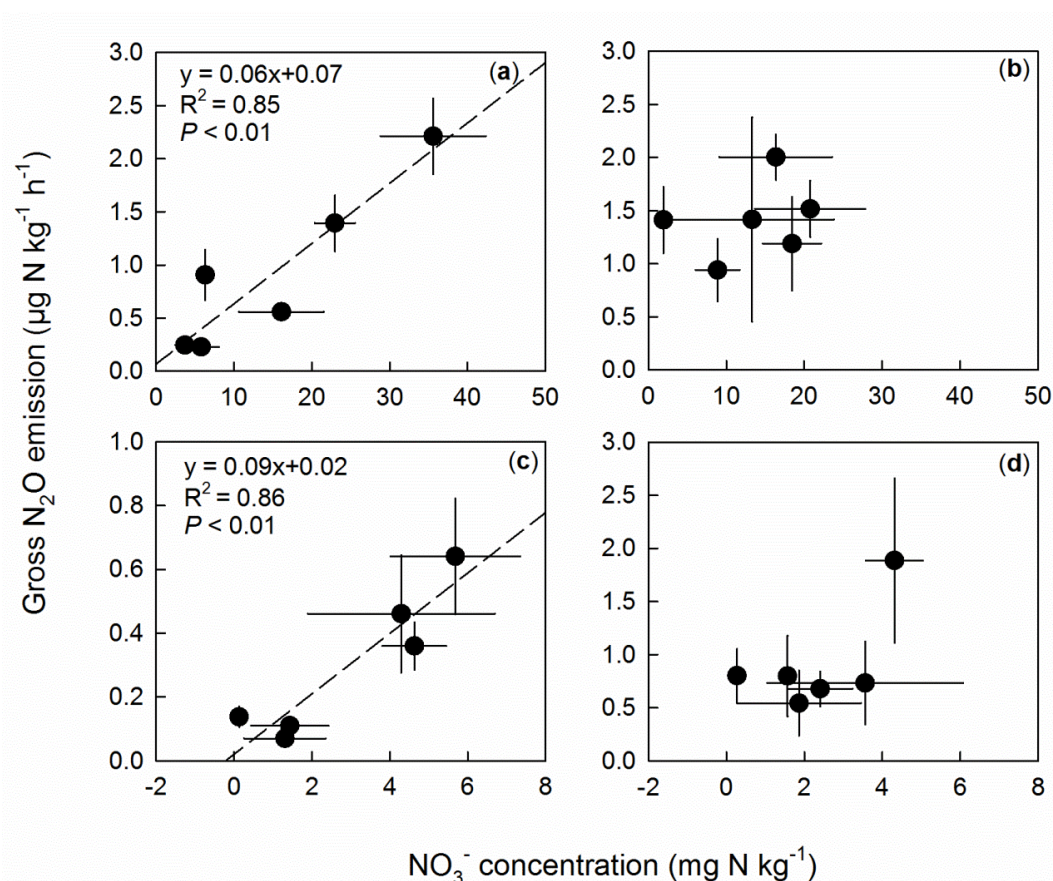 Gross N₂O emission (µg N kg⁻¹ h⁻¹)
3.0
2.5
2.0
1.5
1.0
0.5
0.0
y = 0.06x+0.07
R² = 0.85
P < 0.01
(a)
0 10 20 30 40 50
3.0
2.5
2.0
1.5
1.0
0.5
0.0
(b)
0 10 20 30 40 50
1.0
0.8
0.6
0.4
0.2
0.0
y = 0.09x+0.02
R² = 0.86
P < 0.01
(c)
-2 0 2 4 6 8
3.0
2.5
2.0
1.5
1.0
0.5
0.0
(d)
-2 0 2 4 6 8
NO₃⁻ concentration (mg N kg⁻¹)